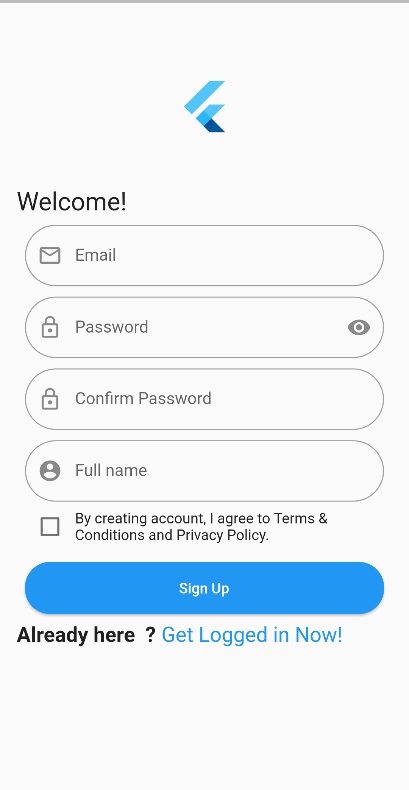 Welcome!
Email
Password
Confirm Password
Full name
By creating account, I agree to Terms &
Conditions and Privacy Policy.
Sign Up
Already here  ? Get Logged in Now!